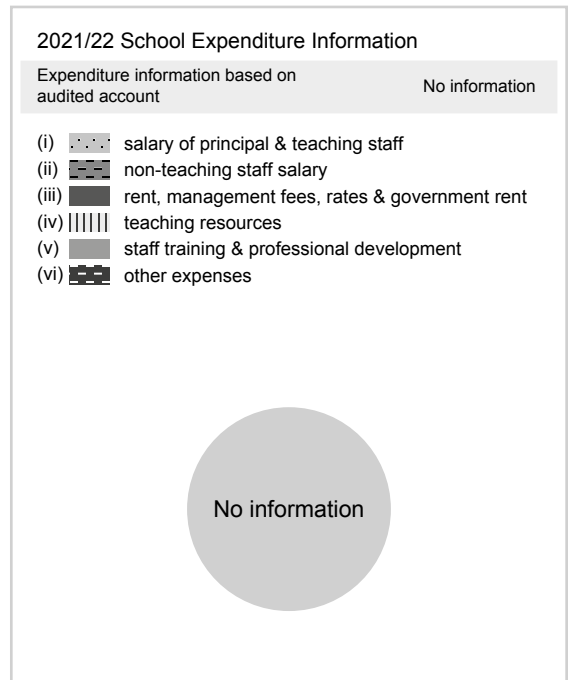 2021/22 School Expenditure Information
Expenditure information based on
audited account
No information
(i) salary of principal & teaching staff
(ii) non-teaching staff salary
(iii) rent, management fees, rates & government rent
(iv) teaching resources
(v) staff training & professional development
(vi) other expenses
No information